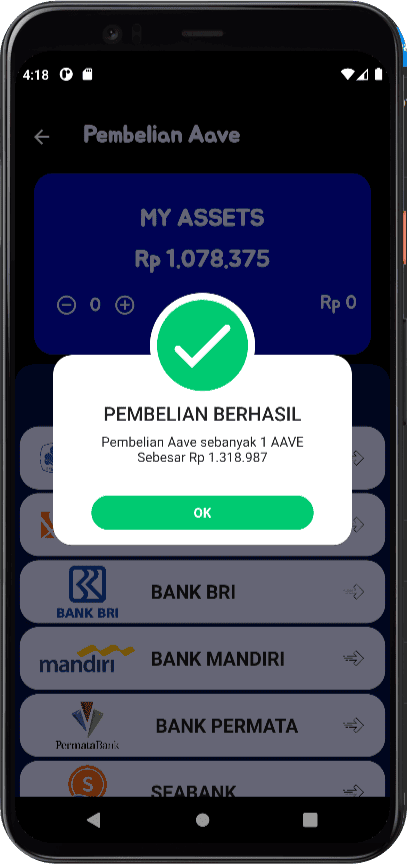 4:18
Pembelian Aave
MY ASSETS
Rp 1.078.375
0
Rp 0
PEMBELIAN BERHASIL
Pembelian Aave sebanyak 1 AAVE
Sebesar Rp 1.318.987
OK
BANK BRI
BANK BRI
mandiri
BANK MANDIRI
PermataBank
BANK PERMATA
S
SEABANK